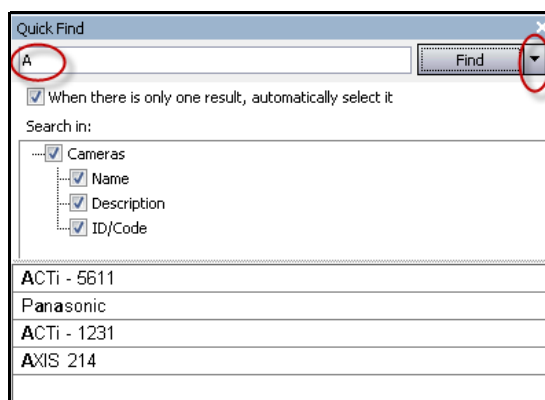 Quick Find
A
Find
When there is only one result, automatically select it
Search in:
Cameras
Name
Description
ID/Code
ACTi - 5611
Panasonic
ACTi - 1231
AXIS 214